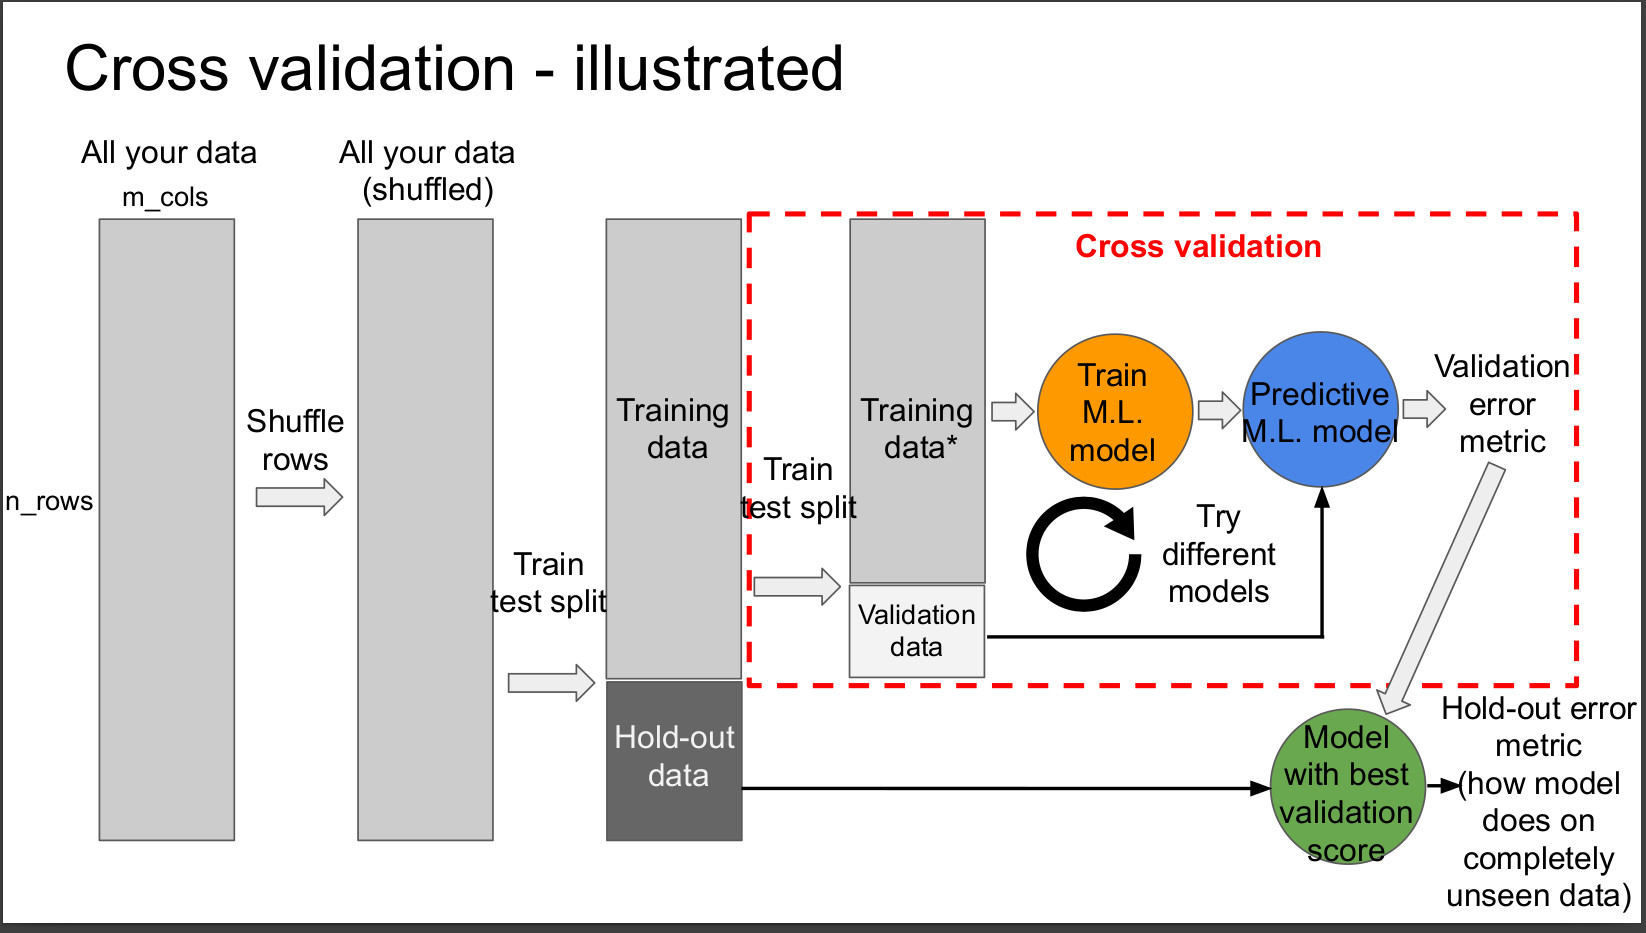 Cross validation - illustrated
All your data
m_cols
n_rows
Shuffle
rows
All your data
(shuffled)
Train
test split
Training
data
Hold-out
data
Train
test split
Cross validation
Training
data*
Validation
data
Train
M.L.
model
Try
different
models
Predictive
M.L. model
Validation
error
metric
Model
with best
validation
score
Hold-out error
metric
(how model
does on
completely
unseen data)